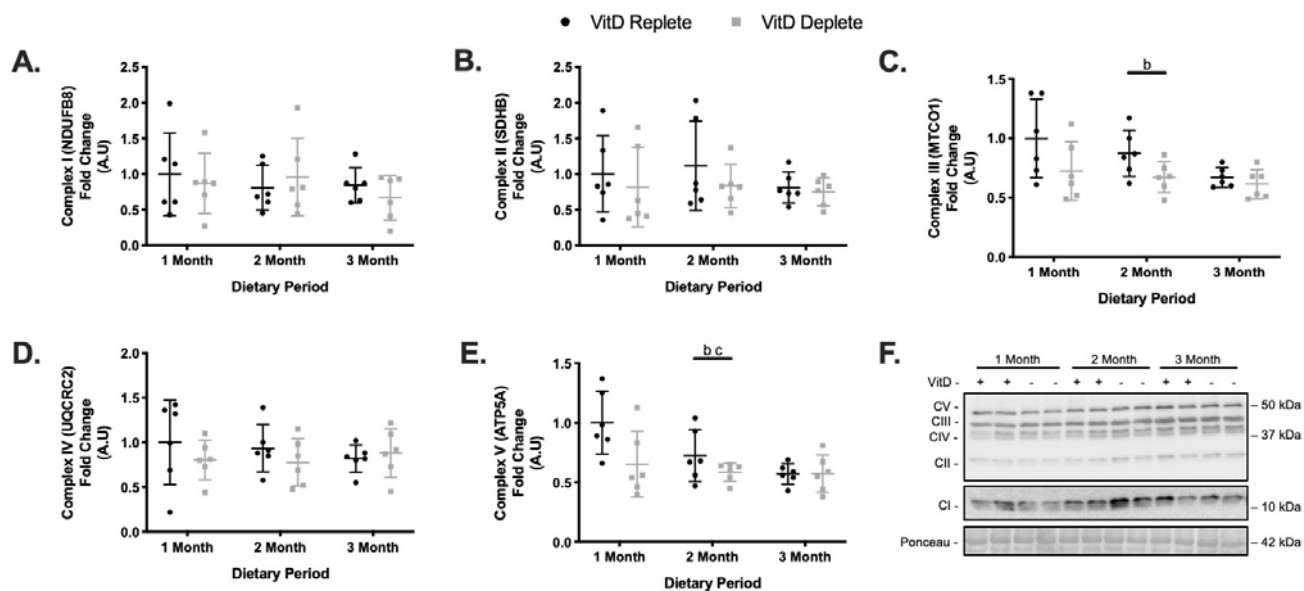 VitD Replete VitD Deplete
A.
Complex I (NDUFB8)
Fold Change
(A.U)
2.5
2.0
1.5
1.0
0.5
0.0
1 Month 2 Month 3 Month
Dietary Period
B.
Complex II (SDHB)
Fold Change
(A.U)
2.5
2.0
1.5
1.0
0.5
0.0
1 Month 2 Month 3 Month
Dietary Period
C.
Complex III (MTCO1)
Fold Change
(A.U)
b
1.5
1.0
0.5
0.0
1 Month 2 Month 3 Month
Dietary Period
D.
Complex IV (UQCRC2)
Fold Change
(A.U)
2.0
1.5
1.0
0.5
0.0
1 Month 2 Month 3 Month
Dietary Period
E.
Complex V (ATP5A)
Fold Change
(A.U)
b c
1.5
1.0
0.5
0.0
1 Month 2 Month 3 Month
Dietary Period
F.
1 Month 2 Month 3 Month
VitD - + + - - + + - - + + - -
CV - – 50 kDa
CIII -
CIV - – 37 kDa
CII -
CI - – 10 kDa
Ponceau - – 42 kDa